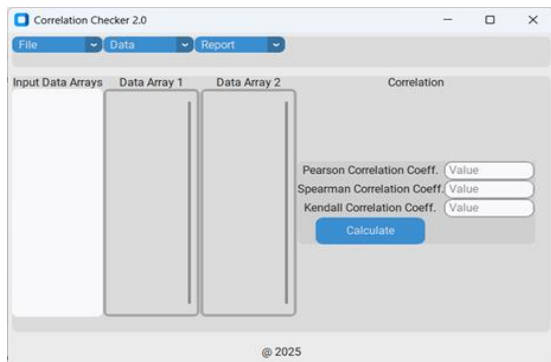 Correlation Checker 2.0
File Data Report
Input Data Arrays Data Array 1 Data Array 2 Correlation
Pearson Correlation Coeff. Value
Spearman Correlation Coeff. Value
Kendall Correlation Coeff. Value
Calculate
@ 2025